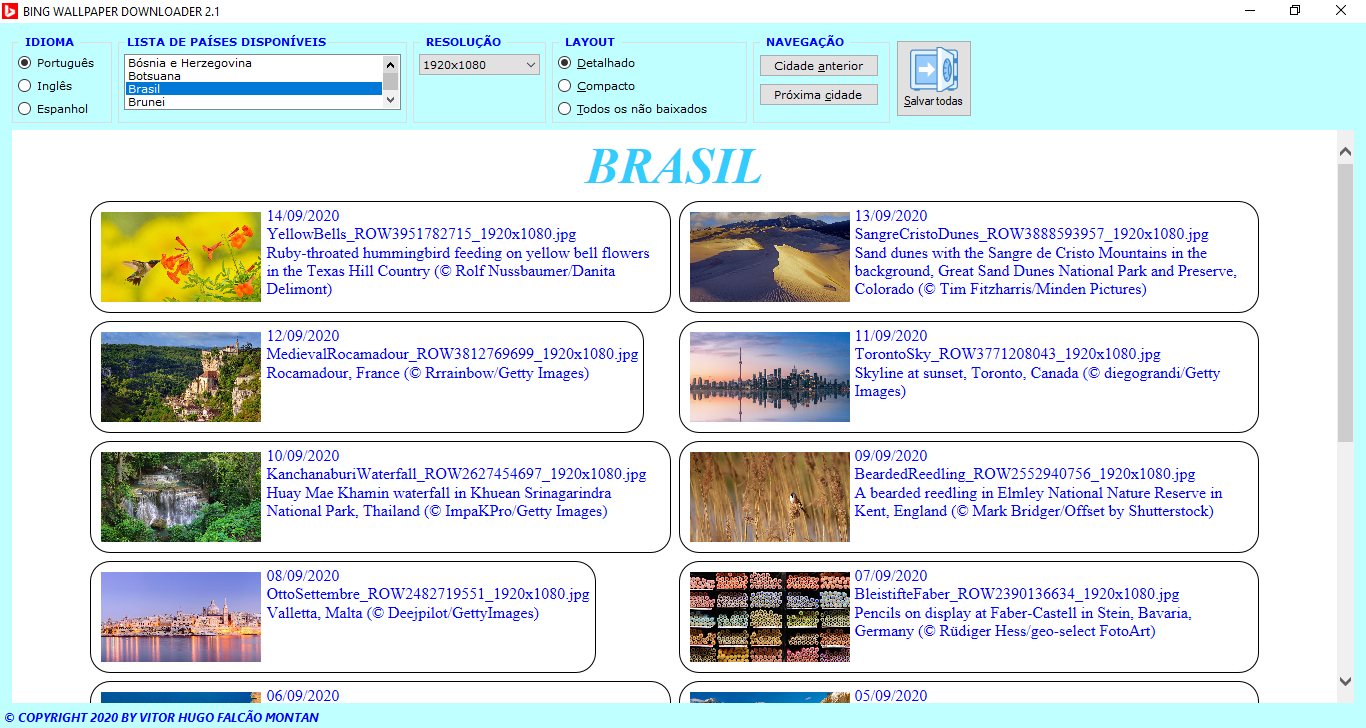 BING WALLPAPER DOWNLOADER 2.1
IDIOMA
Português
Inglês
Espanhol
LISTA DE PAÍSES DISPONÍVEIS
Bósnia e Herzegovina
Botsuana
Brasil
Brunei
RESOLUÇÃO
1920x1080
LAYOUT
Detalhado
Compacto
Todos os não baixados
NAVEGAÇÃO
Cidade anterior
Próxima cidade
Salvar todas
BRASIL
14/09/2020
YellowBells_ROW3951782715_1920x1080.jpg
Ruby-throated hummingbird feeding on yellow bell flowers
in the Texas Hill Country (© Rolf Nussbaumer/Danita
Delimont)
13/09/2020
SangreCristoDunes_ROW3888593957_1920x1080.jpg
Sand dunes with the Sangre de Cristo Mountains in the
background, Great Sand Dunes National Park and Preserve,
Colorado (© Tim Fitzharris/Minden Pictures)
12/09/2020
MedievalRocamadour_ROW3812769699_1920x1080.jpg
Rocamadour, France (© Rrrainbow/Getty Images)
11/09/2020
TorontoSky_ROW3771208043_1920x1080.jpg
Skyline at sunset, Toronto, Canada (© diegograndi/Getty
Images)
10/09/2020
KanchanaburiWaterfall_ROW2627454697_1920x1080.jpg
Huay Mae Khamin waterfall in Khuean Srinagarindra
National Park, Thailand (© ImpaKPro/Getty Images)
09/09/2020
BeardedReedling_ROW2552940756_1920x1080.jpg
A bearded reedling in Elmley National Nature Reserve in
Kent, England (© Mark Bridger/Offset by Shutterstock)
08/09/2020
OttoSettembre_ROW2482719551_1920x1080.jpg
Valletta, Malta (© Deejpilot/GettyImages)
07/09/2020
BleistifteFaber_ROW2390136634_1920x1080.jpg
Pencils on display at Faber-Castell in Stein, Bavaria,
Germany (© Rüdiger Hess/geo-select FotoArt)
06/09/2020
05/09/2020
© COPYRIGHT 2020 BY VITOR HUGO FALCÃO MONTAN